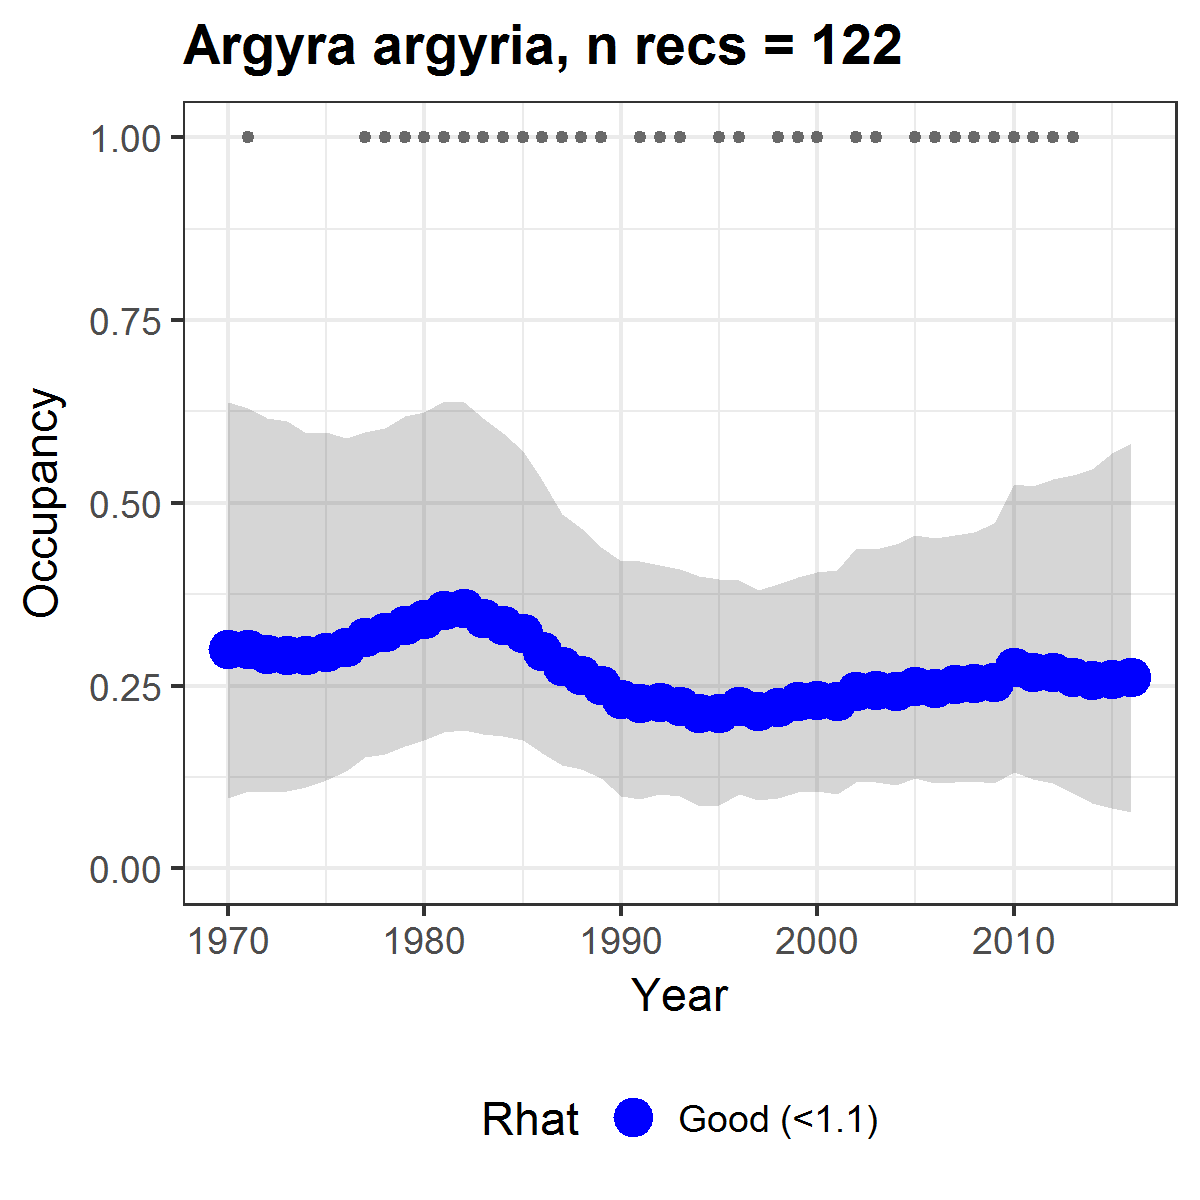 Argyra argyria, n recs = 122
1.00
0.75
0.50
0.25
0.00
Occupancy
1970 1980 1990 2000 2010
Year
Rhat Good (<1.1)